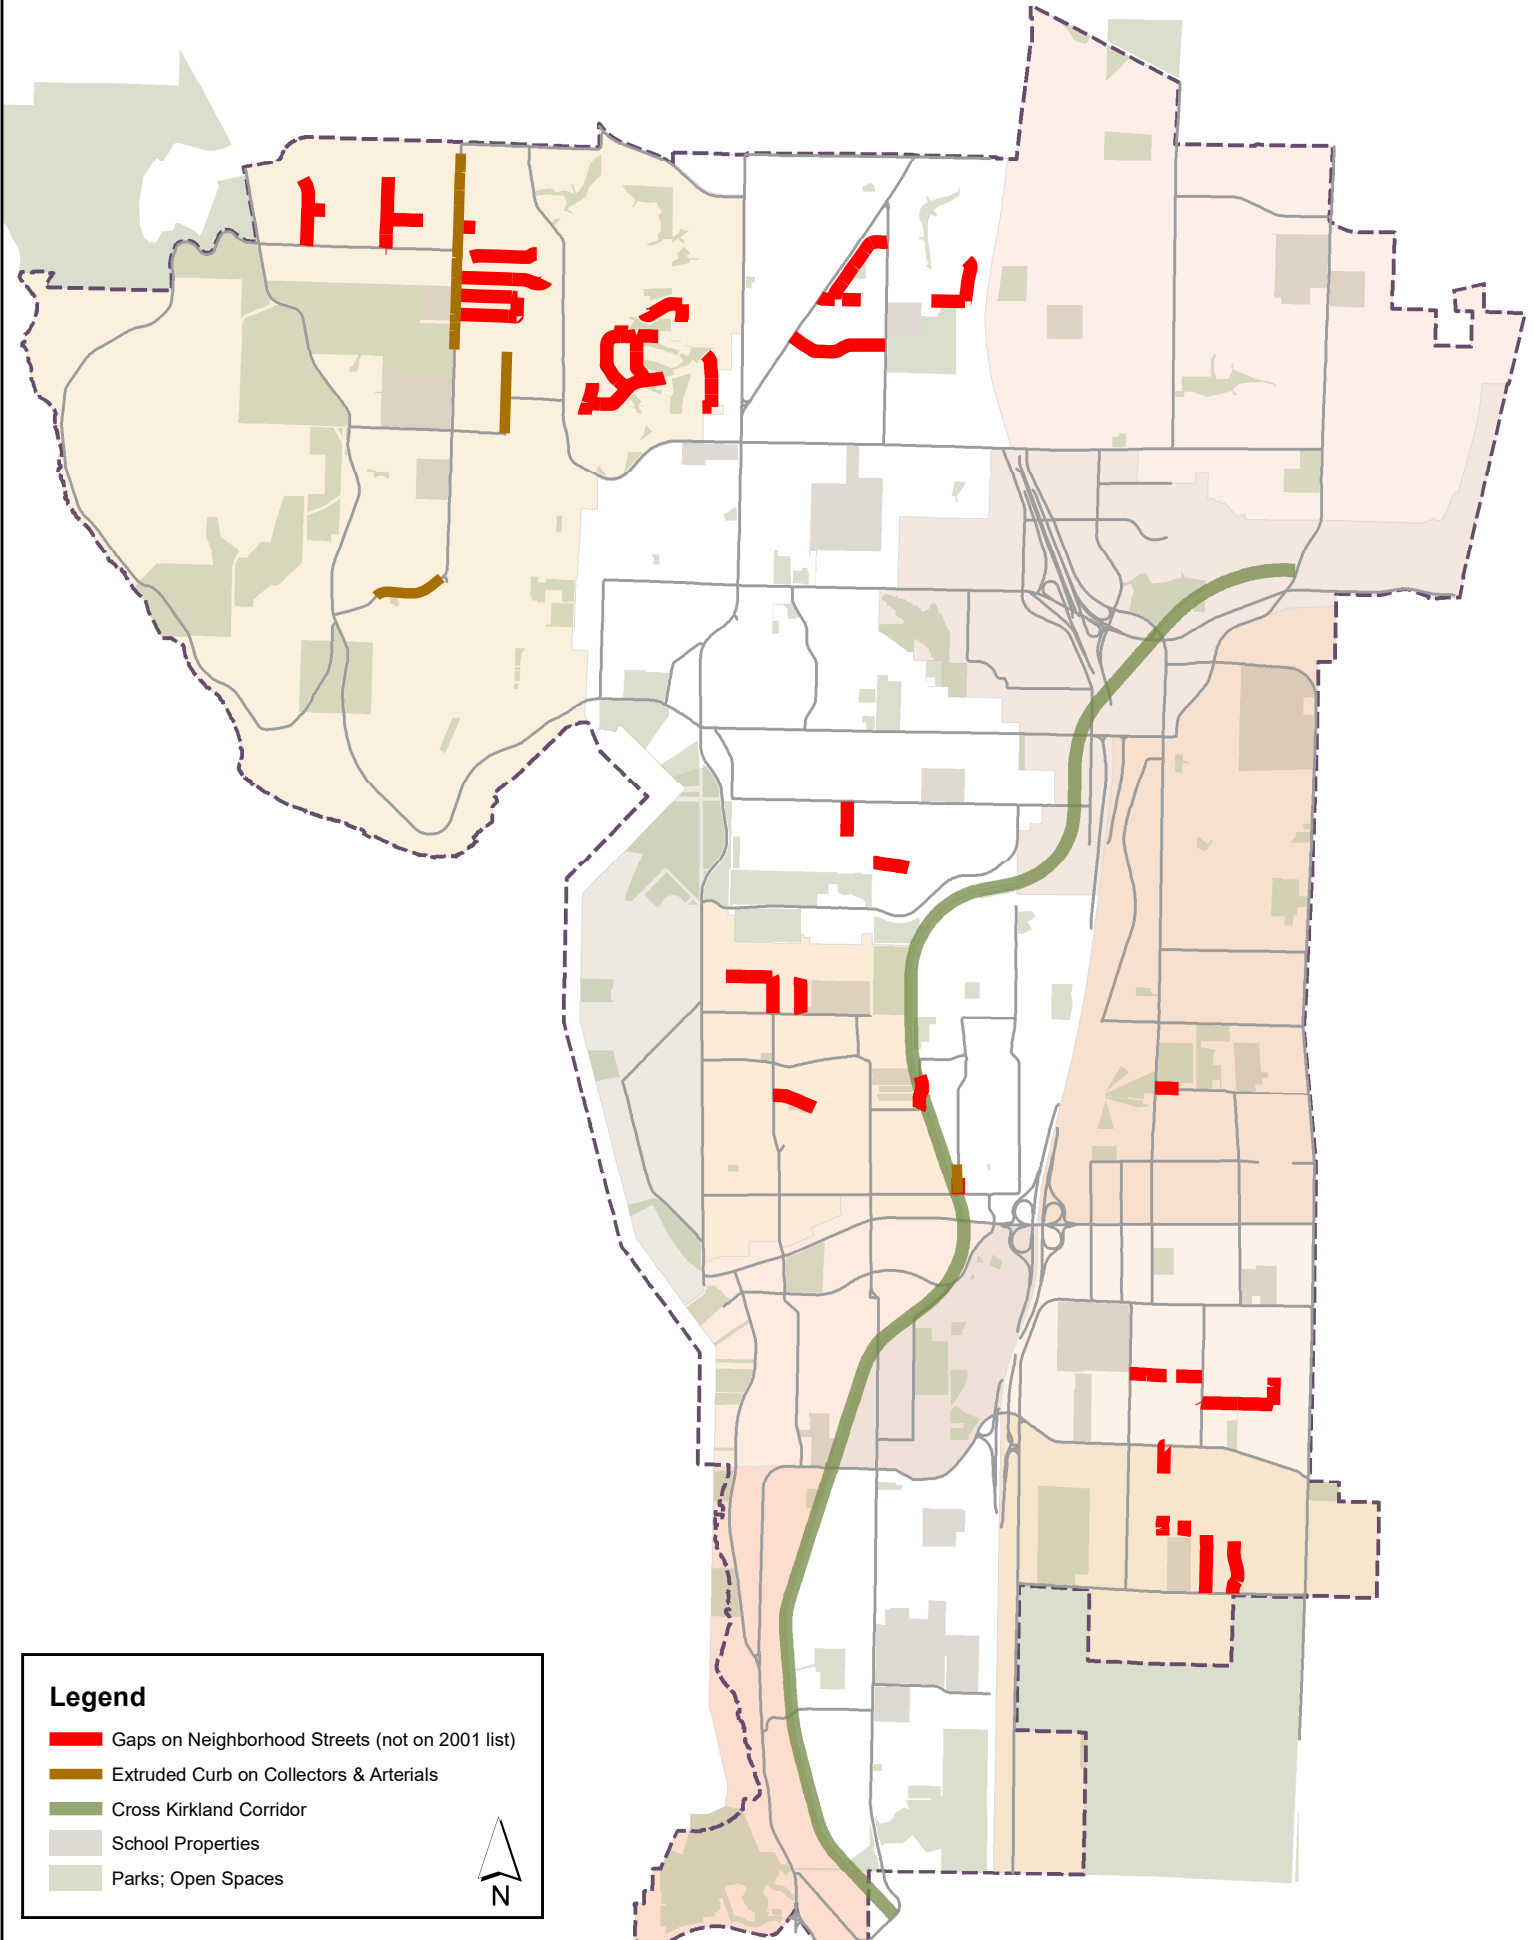 Legend
Gaps on Neighborhood Streets (not on 2001 list)
Extruded Curb on Collectors & Arterials
Cross Kirkland Corridor
School Properties
Parks; Open Spaces
N